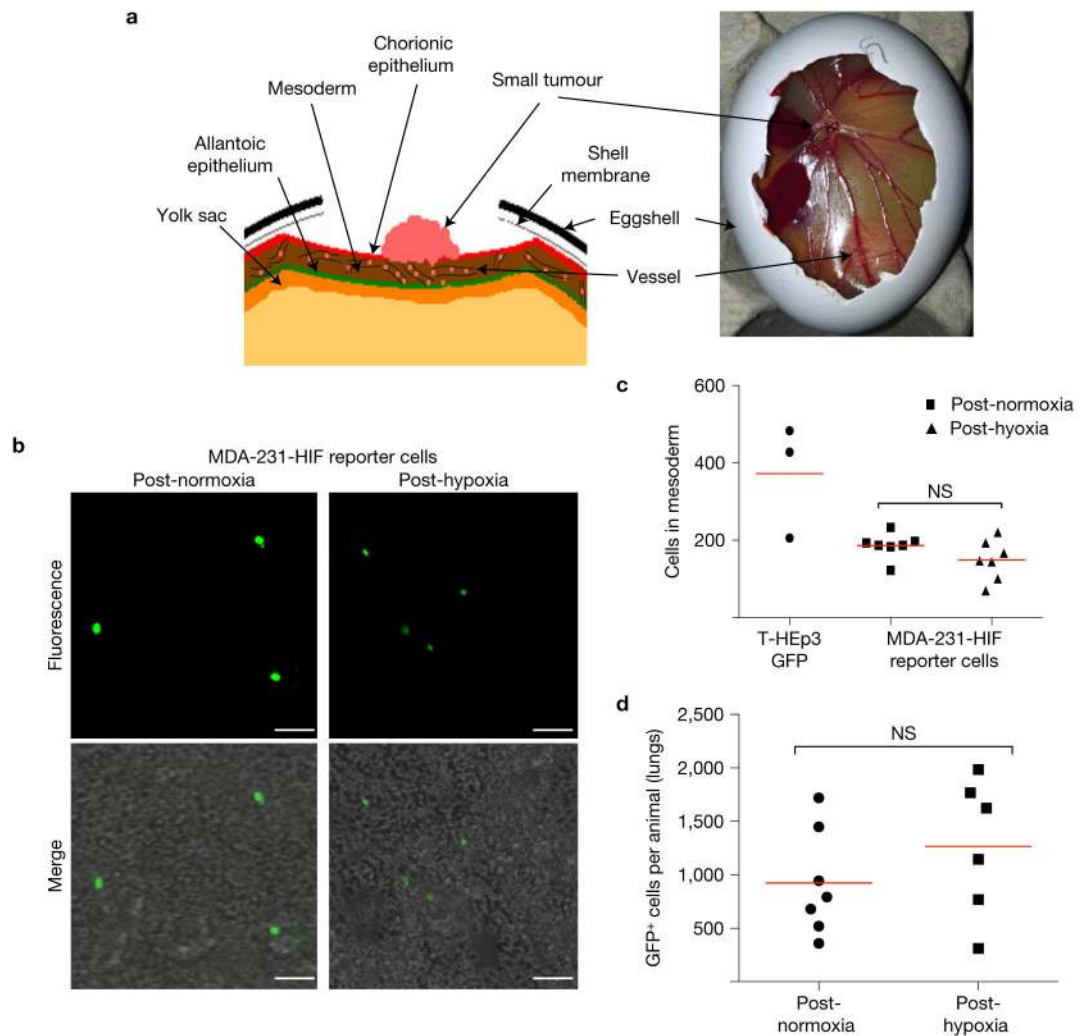 a
Chorionic
epithelium
Mesoderm
Small tumour
Allantoic
epithelium
Shell
membrane
Yolk sac
Eggshell
Vessel
b
MDA-231-HIF reporter cells
Post-normoxia
Post-hypoxia
Fluorescence
Merge
c
600
400
200
Cells in mesoderm
Post-normoxia
Post-hyoxia
NS
T-HEp3
GFP
MDA-231-HIF
reporter cells
d
2,500
2,000
1,500
1,000
500
GFP+ cells per animal (lungs)
NS
Post-
normoxia
Post-
hypoxia